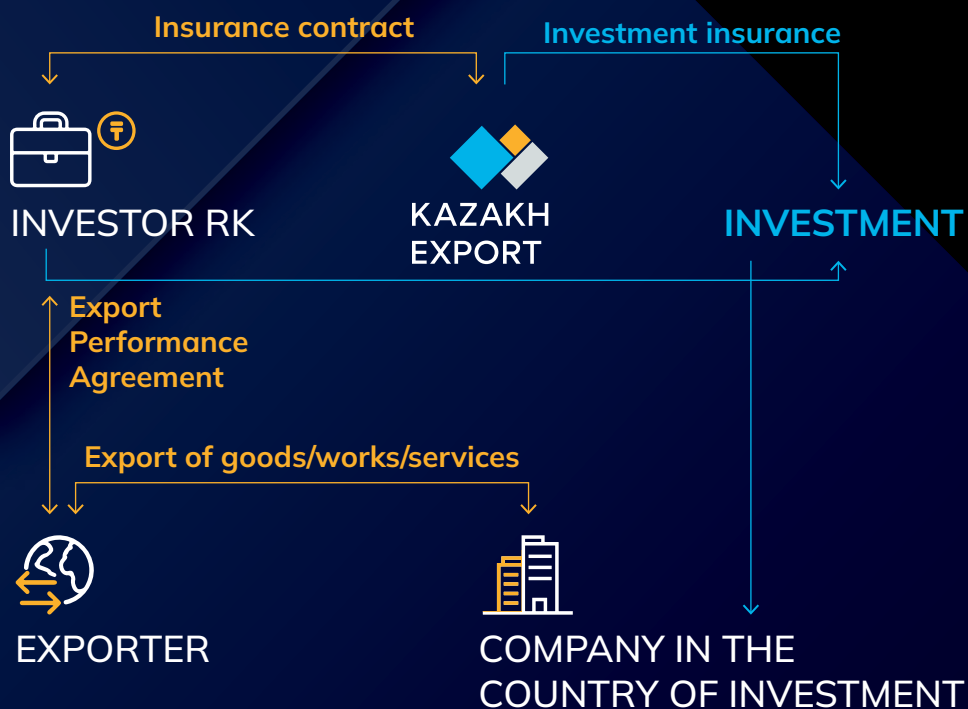 Insurance contract
Investment insurance
₸
INVESTOR RK
KAZAKH
EXPORT
INVESTMENT
Export
Performance
Agreement
Export of goods/works/services
EXPORTER
COMPANY IN THE
COUNTRY OF INVESTMENT